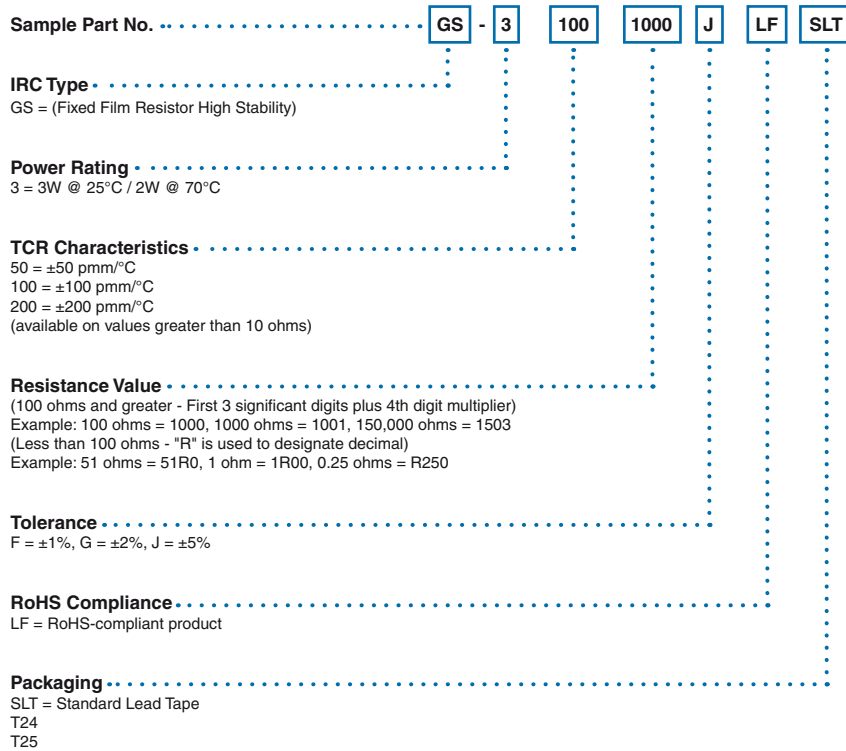 Sample Part No. GS - 3 100 1000 J LF SLT
IRC Type
GS = (Fixed Film Resistor High Stability)
Power Rating
3 = 3W @ 25°C / 2W @ 70°C
TCR Characteristics
50 = ±50 pmm/°C
100 = ±100 pmm/°C
200 = ±200 pmm/°C
(available on values greater than 10 ohms)
Resistance Value
(100 ohms and greater - First 3 significant digits plus 4th digit multiplier)
Example: 100 ohms = 1000, 1000 ohms = 1001, 150,000 ohms = 1503
(Less than 100 ohms - "R" is used to designate decimal)
Example: 51 ohms = 51R0, 1 ohm = 1R00, 0.25 ohms = R250
Tolerance
F = ±1%, G = ±2%, J = ±5%
RoHS Compliance
LF = RoHS-compliant product
Packaging
SLT = Standard Lead Tape
T24
T25